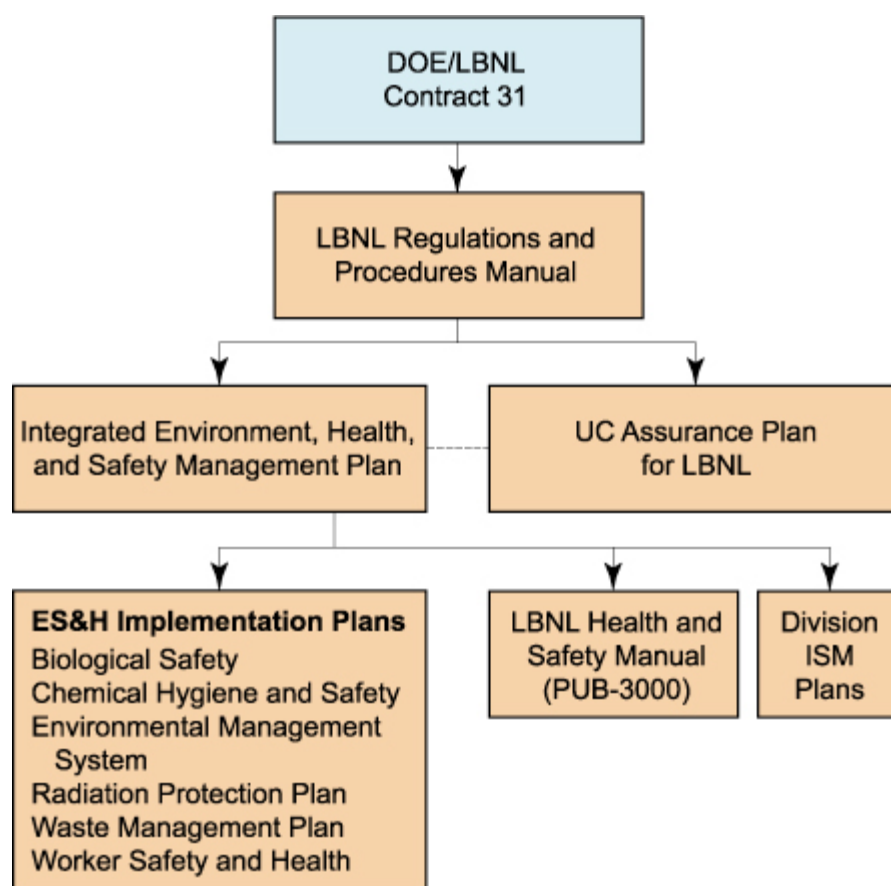 DOE/LBNL
Contract 31
LBNL Regulations and
Procedures Manual
Integrated Environment, Health,
and Safety Management Plan
UC Assurance Plan
for LBNL
ES&H Implementation Plans
Biological Safety
Chemical Hygiene and Safety
Environmental Management
System
Radiation Protection Plan
Waste Management Plan
Worker Safety and Health
LBNL Health and
Safety Manual
(PUB-3000)
Division
ISM
Plans